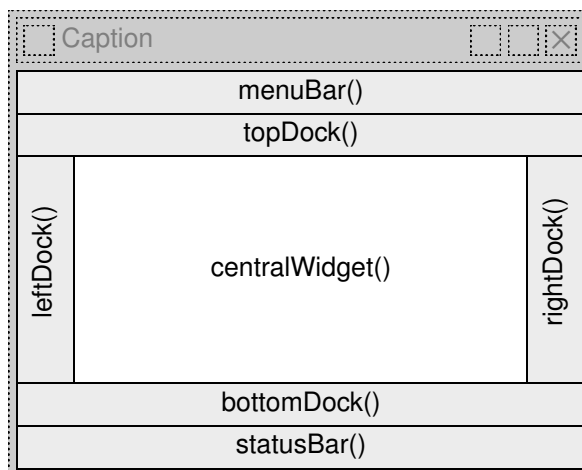 Caption
menuBar()
topDock()
leftDock()
centralWidget()
rightDock()
bottomDock()
statusBar()